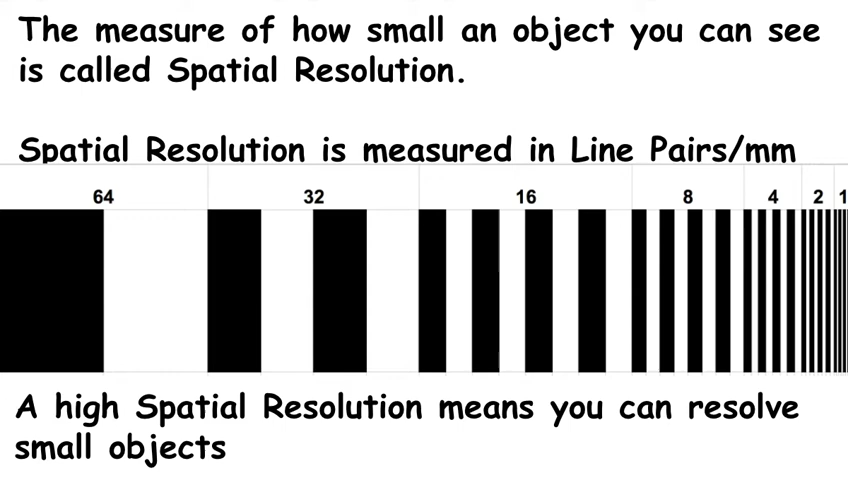 The measure of how small an object you can see
is called Spatial Resolution.
Spatial Resolution is measured in Line Pairs/mm
64 32 16 8 4 2 1
A high Spatial Resolution means you can resolve
small objects